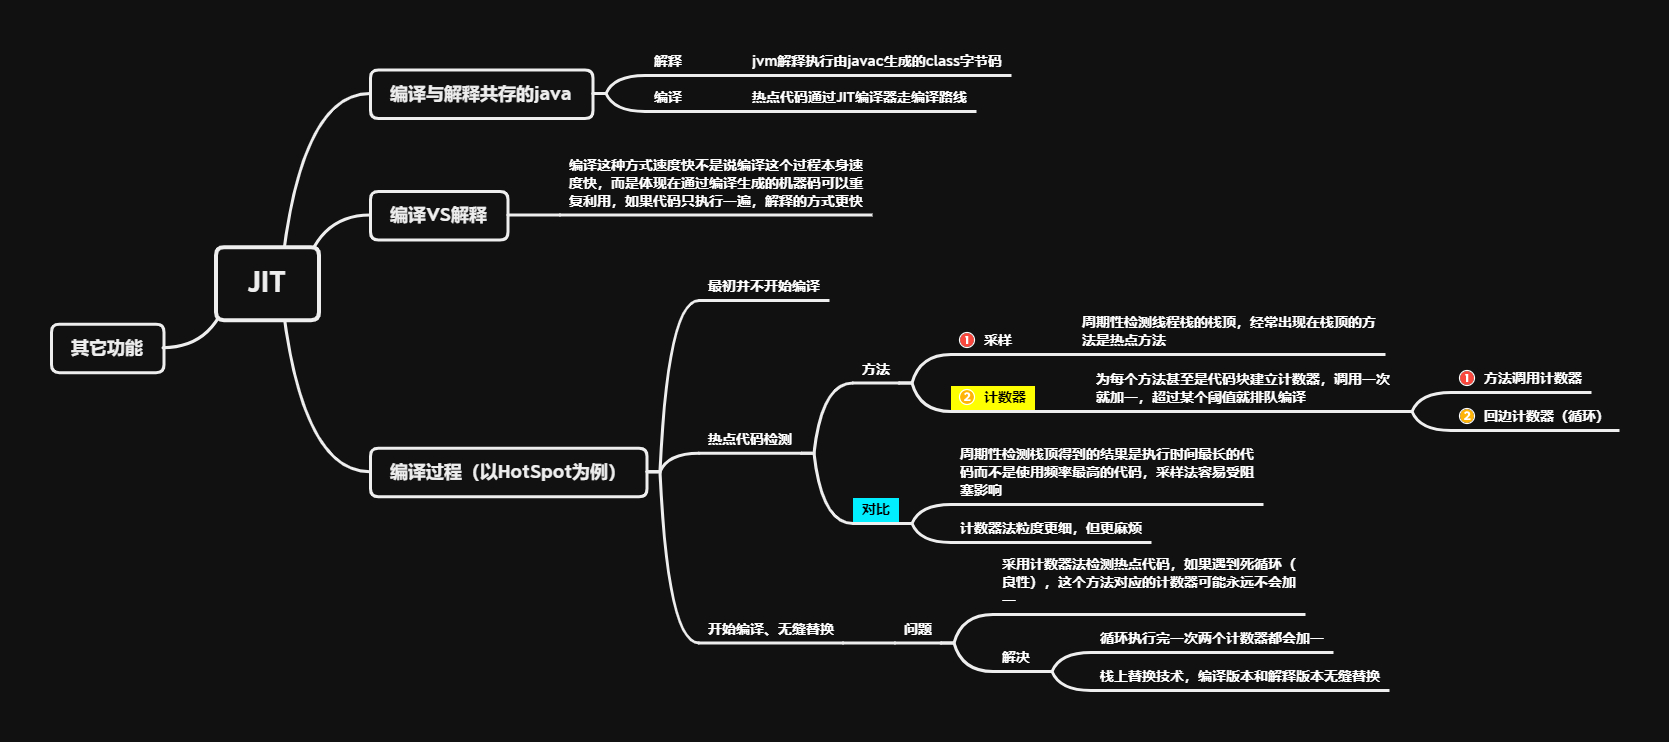 JIT
编译与解释共存的java
解释
jvm解释执行由javac生成的class字节码
编译
热点代码通过JIT编译器走编译路线
编译VS解释
编译这种方式速度快不是说编译这个过程本身速
度快，而是体现在通过编译生成的机器码可以重
复利用，如果代码只执行一遍，解释的方式更快
编译过程（以HotSpot为例）
最初并不开始编译
热点代码检测
方法
1 采样
周期性检测线程栈的栈顶，经常出现在栈顶的方
法是热点方法
2 计数器
为每个方法甚至是代码块建立计数器，调用一次
就加一，超过某个阈值就排队编译
1 方法调用计数器
2 回边计数器（循环）
对比
周期性检测栈顶得到的结果是执行时间最长的代
码而不是使用频率最高的代码，采样法容易受阻
塞影响
计数器法粒度更细，但更麻烦
开始编译、无缝替换
问题
采用计数器法检测热点代码，如果遇到死循环（
良性），这个方法对应的计数器可能永远不会加
一
解决
循环执行完一次两个计数器都会加一
栈上替换技术，编译版本和解释版本无缝替换
其它功能